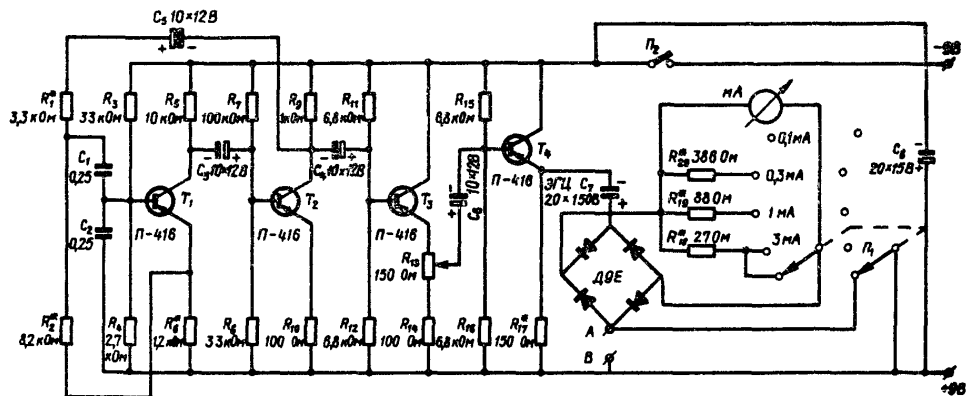 C₅ 10×12В
+ -
П₂
-9В
мА
R₁* 3,3 кОм
R₃ 33 кОм
R₅ 10 кОм
R₇ 100 кОм
R₉ 1 кОм
R₁₁ 6,8 кОм
R₁₅ 6,8 кОм
0,1 мА
C₁ 0,25
- C₃ + 10×12В
- C₄ + 10×12В
- C₆ 10×12В +
T₄
П-416
R₂₀* 386 Ом
0,3 мА
- C₈ 20×15В
T₁
T₂
T₃
ЭГЦ C₇ 20×150В
- +
R₁₉* 88 Ом
1 мА
C₂ 0,25
П-416
П-416
П-416
R₁₃ 150 Ом
R₁₈* 27 Ом
3 мА
П₁
Д9Е
R₂* 8,2 кОм
R₄ 2,7 кОм
R₈* 1,2 кОм
R₆ 33 кОм
R₁₀ 100 Ом
R₁₂ 6,8 кОм
R₁₄ 100 Ом
R₁₆ 6,8 кОм
R₁₇* 150 Ом
А
В
+9В